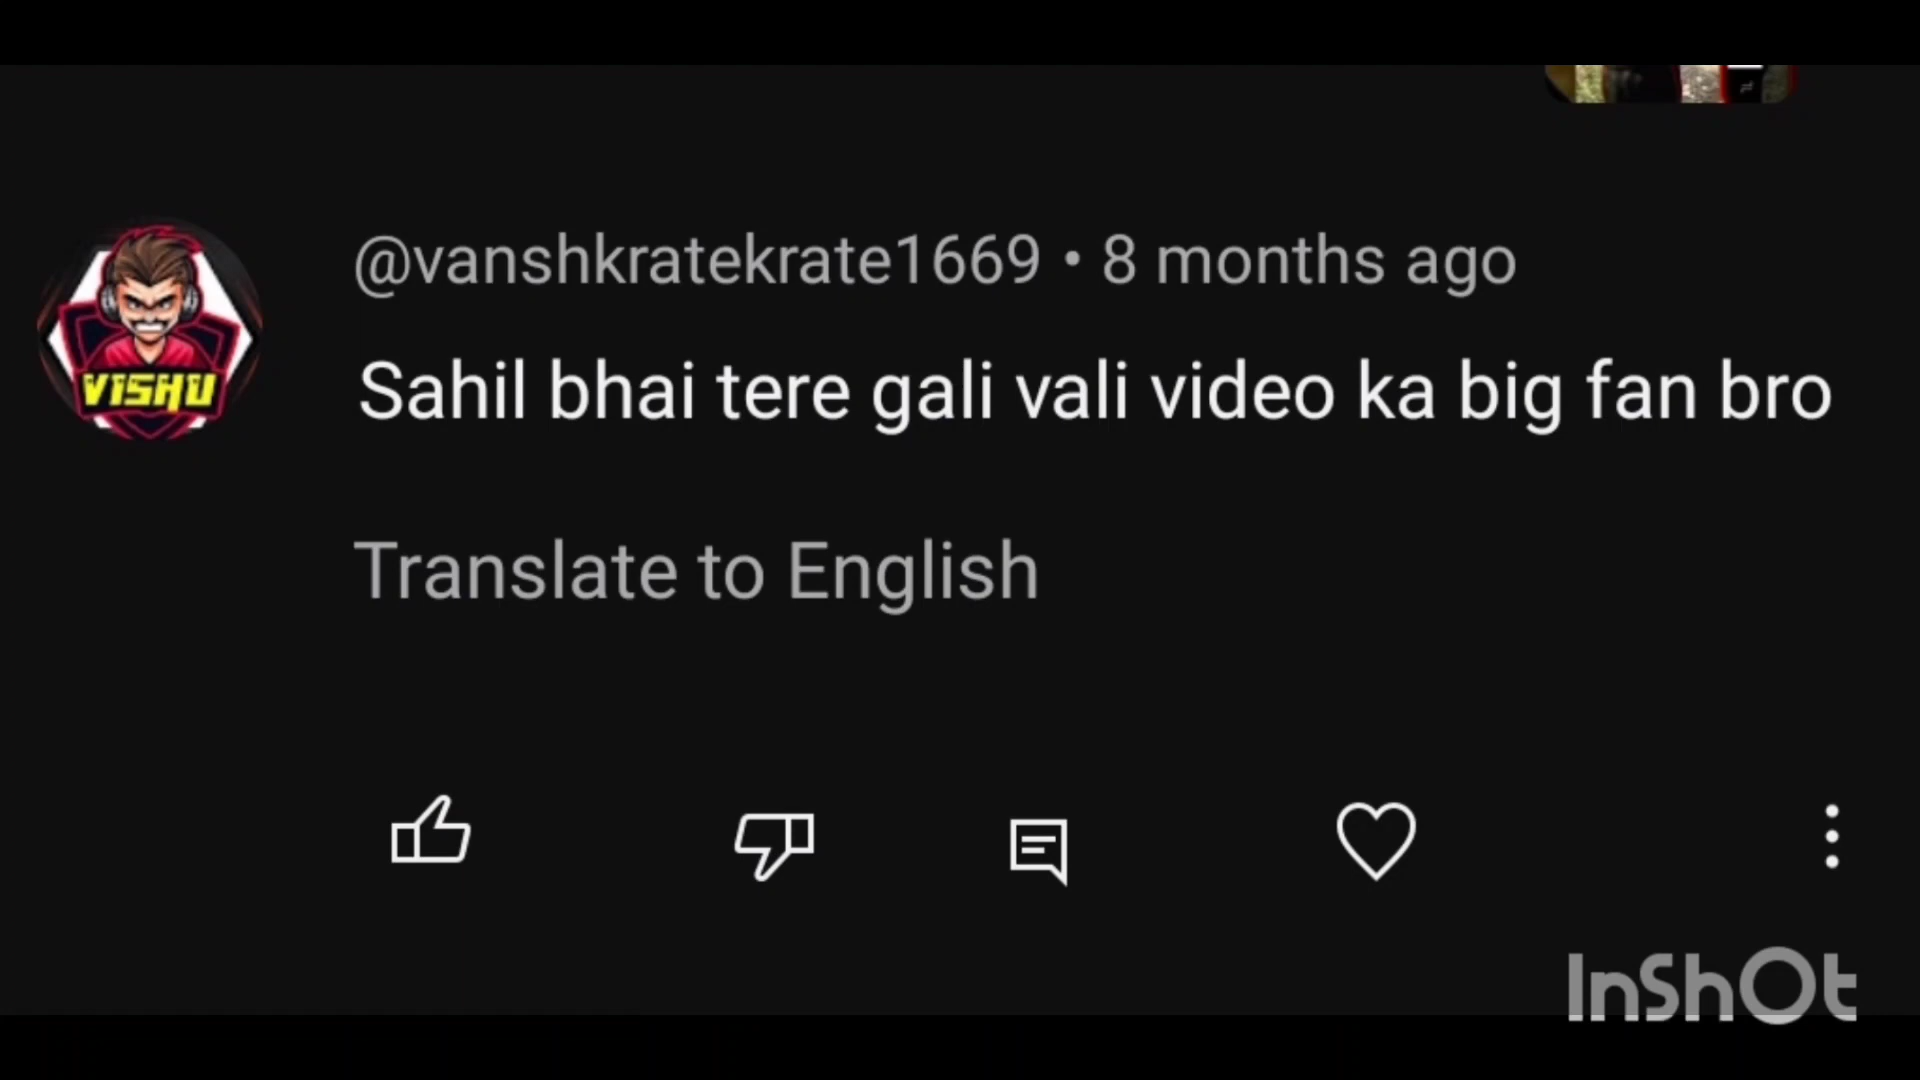 @vanshkratekrate1669 • 8 months ago
VISHU
Sahil bhai tere gali vali video ka big fan bro
Translate to English
InShOt